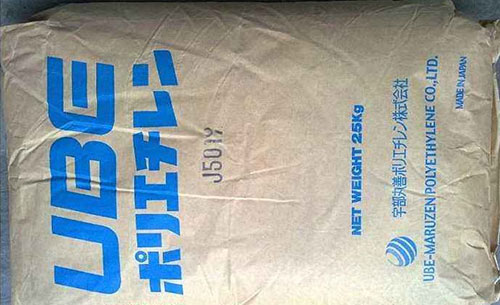 UBE
ポリエチレン
J5019
NET WEIGHT 25Kg
宇部丸善ポリエチレン株式会社
UBE-MARUZEN POLYETHYLENE CO.,LTD.
MADE IN JAPAN